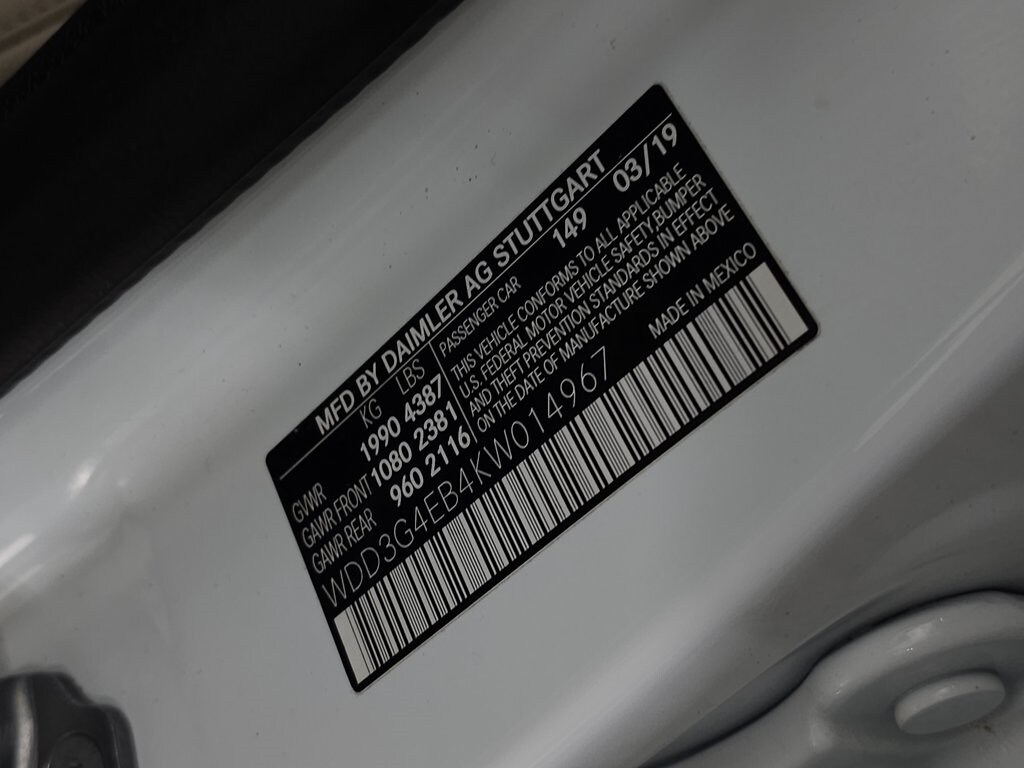 MFD BY DAIMLER AG STUTTGART
KG LBS
GVWR 1990 4387
GAWR FRONT 1080 2381
GAWR REAR 960 2116
PASSENGER CAR 149 03/19
THIS VEHICLE CONFORMS TO ALL APPLICABLE
U.S. FEDERAL MOTOR VEHICLE SAFETY,BUMPER
AND THEFT PREVENTION STANDARDS IN EFFECT
ON THE DATE OF MANUFACTURE SHOWN ABOVE
WDD3G4EB4KW014967
MADE IN MEXICO